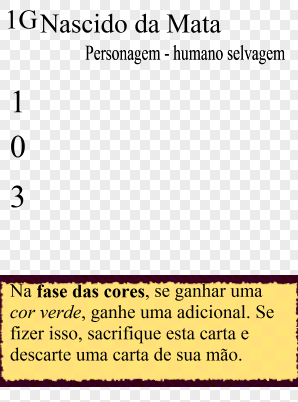 1G Nascido da Mata
Personagem - humano selvagem
1
0
3
Na fase das cores, se ganhar uma
cor verde, ganhe uma adicional. Se
fizer isso, sacrifique esta carta e
descarte uma carta de sua mão.